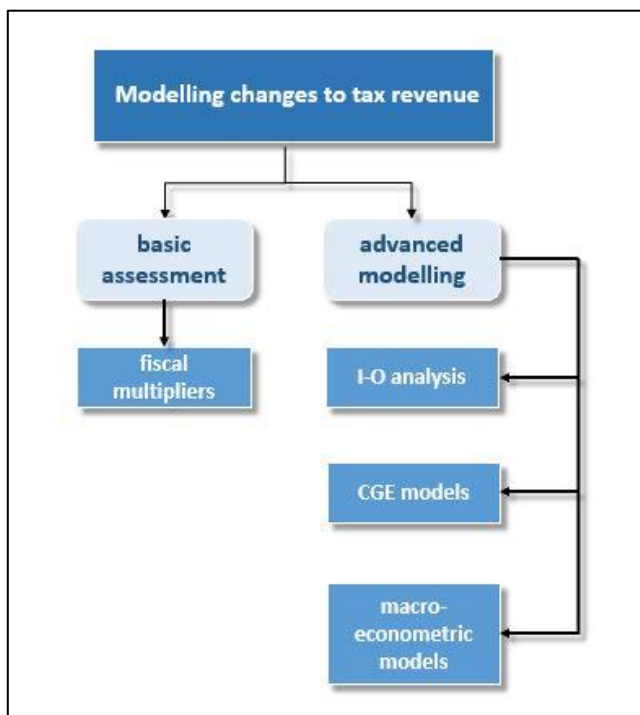 Modelling changes to tax revenue
basic
assessment
advanced
modelling
fiscal
multipliers
I-O analysis
CGE models
macro-
econometric
models